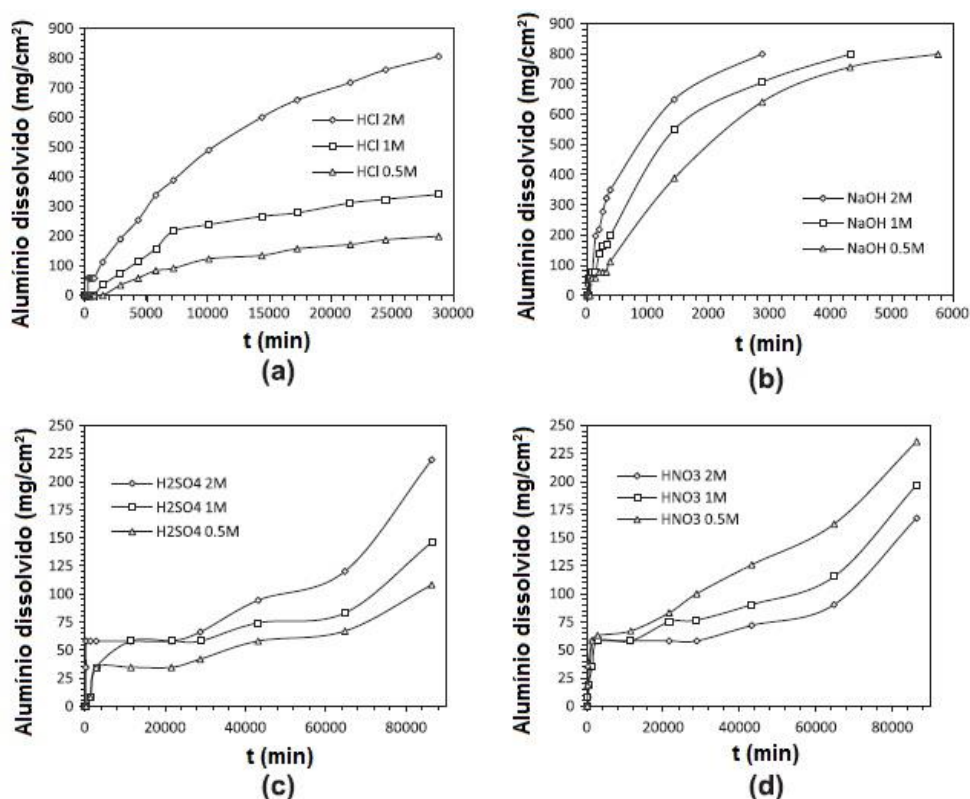 Alumínio dissolvido (mg/cm²)
900
800
700
600
500
400
300
200
100
0
HCl 2M
HCl 1M
HCl 0.5M
0 5000 10000 15000 20000 25000 30000
t (min)
(a)
Alumínio dissolvido (mg/cm²)
900
800
700
600
500
400
300
200
100
0
NaOH 2M
NaOH 1M
NaOH 0.5M
0 1000 2000 3000 4000 5000 6000
t (min)
(b)
Alumínio dissolvido (mg/cm²)
250
225
200
175
150
125
100
75
50
25
0
H2SO4 2M
H2SO4 1M
H2SO4 0.5M
0 20000 40000 60000 80000
t (min)
(c)
Alumínio dissolvido (mg/cm²)
250
225
200
175
150
125
100
75
50
25
0
HNO3 2M
HNO3 1M
HNO3 0.5M
0 20000 40000 60000 80000
t (min)
(d)